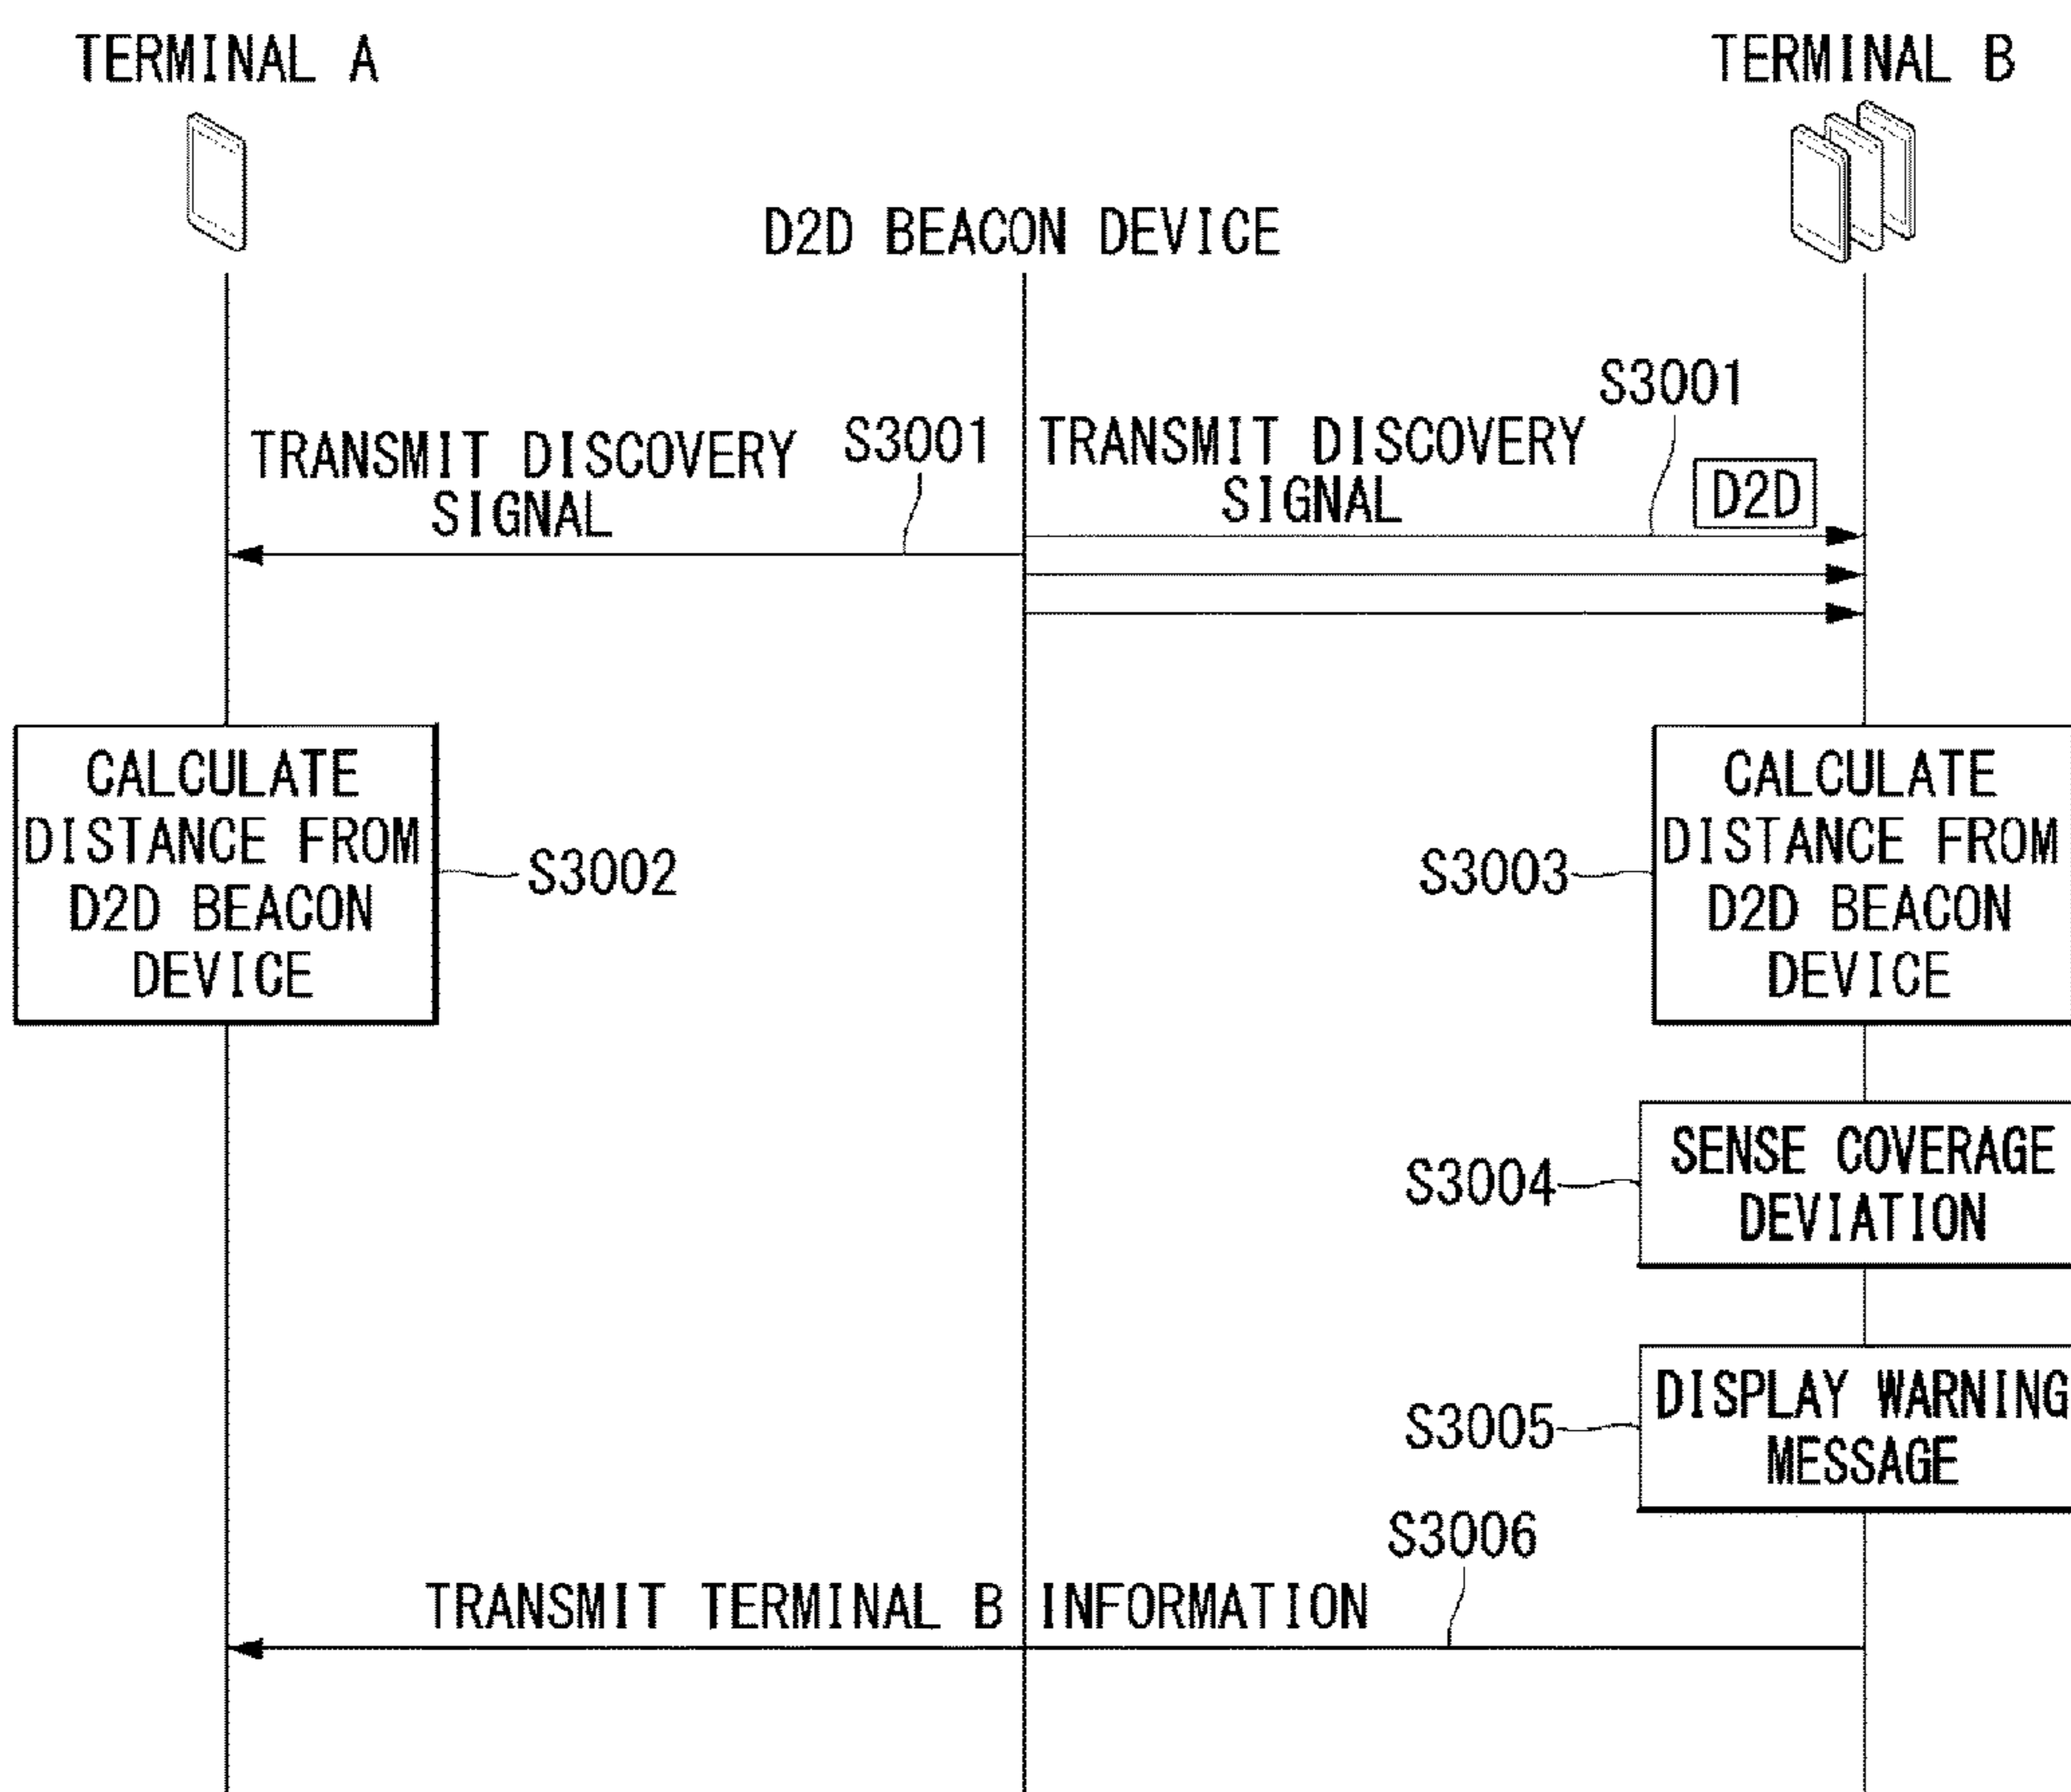 TERMINAL A
TERMINAL B
D2D BEACON DEVICE
S3001
TRANSMIT DISCOVERY
SIGNAL
S3001
TRANSMIT DISCOVERY
SIGNAL
D2D
CALCULATE
DISTANCE FROM
D2D BEACON
DEVICE
S3002
S3003
CALCULATE
DISTANCE FROM
D2D BEACON
DEVICE
S3004
SENSE COVERAGE
DEVIATION
S3005
DISPLAY WARNING
MESSAGE
S3006
TRANSMIT TERMINAL B INFORMATION